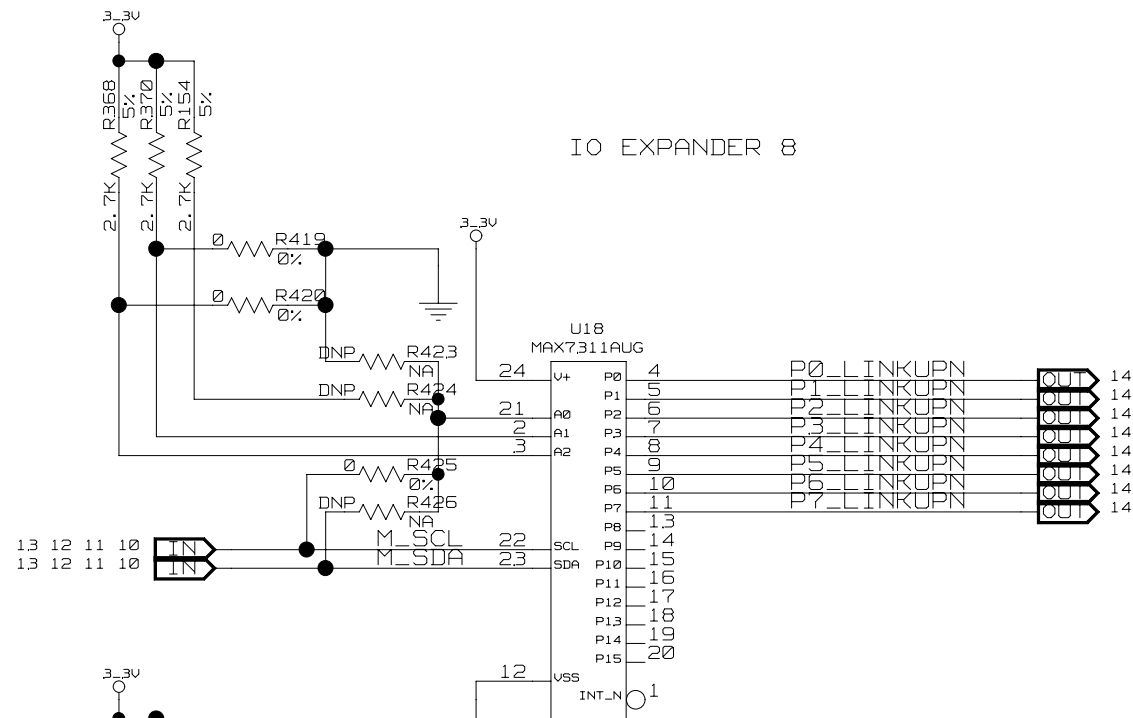 3_3V
R368 5% 2.7K
R370 5% 2.7K
R154 5% 2.7K
IO EXPANDER 8
3_3V
0 R419
0%
0 R420
0%
U18
MAX7311AUG
DNP R423
NA
DNP R424
NA
24 V+
21 A0
2 A1
3 A2
0 R425
0%
DNP R426
NA
P0 4 P0_LINKUPN OUT 14
P1 5 P1_LINKUPN OUT 14
P2 6 P2_LINKUPN OUT 14
P3 7 P3_LINKUPN OUT 14
P4 8 P4_LINKUPN OUT 14
P5 9 P5_LINKUPN OUT 14
P6 10 P6_LINKUPN OUT 14
P7 11 P7_LINKUPN OUT 14
P8 13
P9 14
P10 15
P11 16
P12 17
P13 18
P14 19
P15 20
13 12 11 10 IN M_SCL 22 SCL
13 12 11 10 IN M_SDA 23 SDA
3_3V
12 VSS
INT_N 1